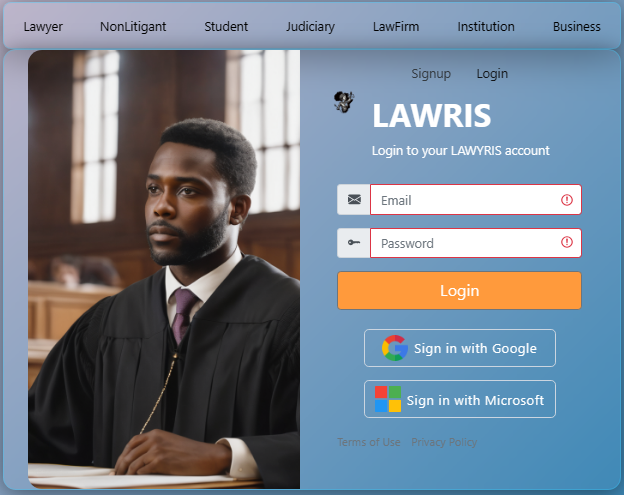 Lawyer NonLitigant Student Judiciary LawFirm Institution Business
Signup Login
LAWRIS
Login to your LAWYRIS account
Email
Password
Login
Sign in with Google
Sign in with Microsoft
Terms of Use Privacy Policy